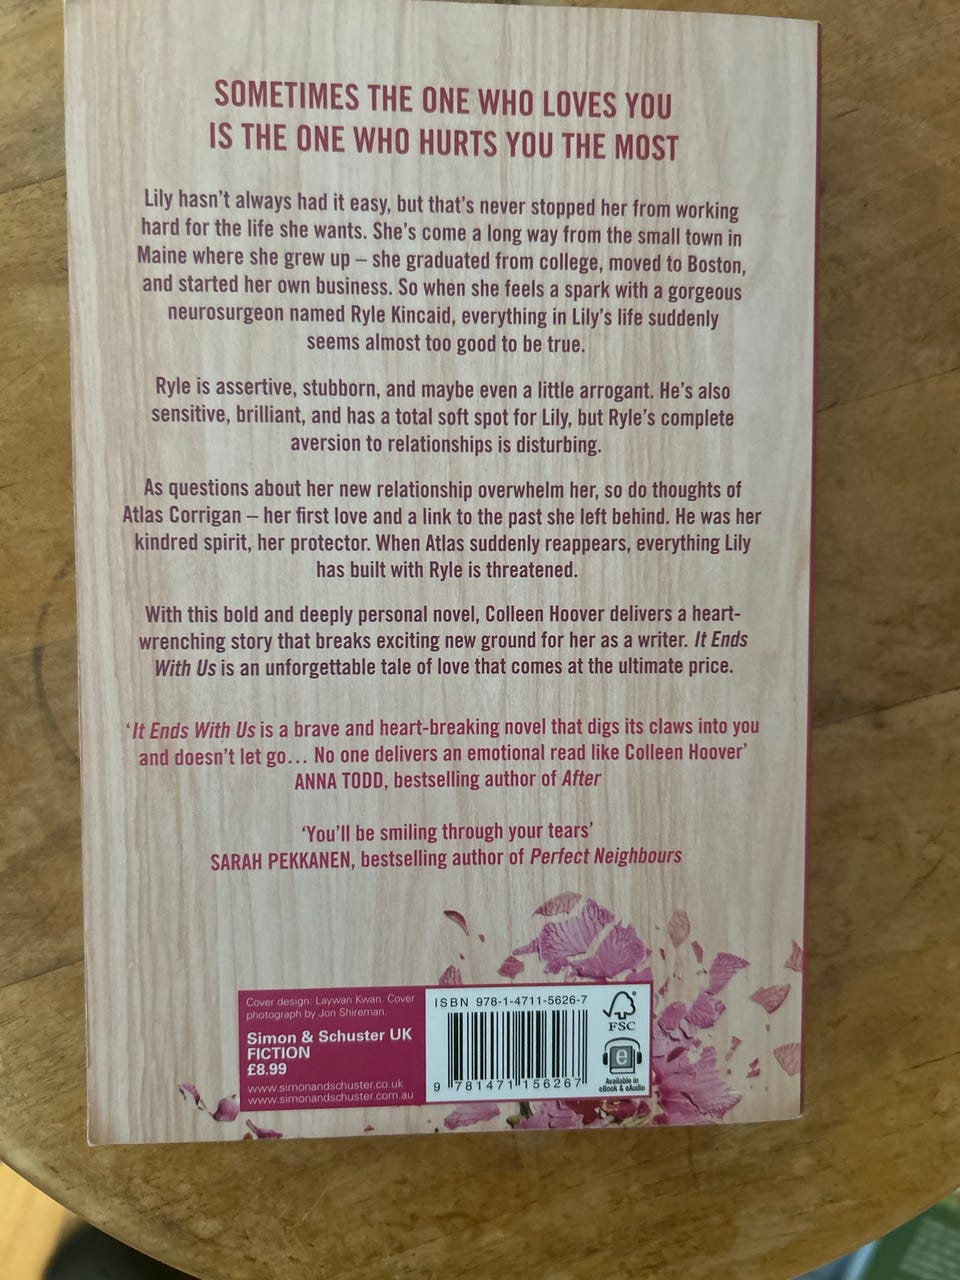 SOMETIMES THE ONE WHO LOVES YOU
IS THE ONE WHO HURTS YOU THE MOST
Lily hasn't always had it easy, but that's never stopped her from working
hard for the life she wants. She's come a long way from the small town in
Maine where she grew up – she graduated from college, moved to Boston,
and started her own business. So when she feels a spark with a gorgeous
neurosurgeon named Ryle Kincaid, everything in Lily's life suddenly
seems almost too good to be true.
Ryle is assertive, stubborn, and maybe even a little arrogant. He's also
sensitive, brilliant, and has a total soft spot for Lily, but Ryle's complete
aversion to relationships is disturbing.
As questions about her new relationship overwhelm her, so do thoughts of
Atlas Corrigan – her first love and a link to the past she left behind. He was her
kindred spirit, her protector. When Atlas suddenly reappears, everything Lily
has built with Ryle is threatened.
With this bold and deeply personal novel, Colleen Hoover delivers a heart-
wrenching story that breaks exciting new ground for her as a writer. It Ends
With Us is an unforgettable tale of love that comes at the ultimate price.
'It Ends With Us is a brave and heart-breaking novel that digs its claws into you
and doesn't let go… No one delivers an emotional read like Colleen Hoover'
ANNA TODD, bestselling author of After
'You'll be smiling through your tears'
SARAH PEKKANEN, bestselling author of Perfect Neighbours
Cover design: Laywan Kwan. Cover
photograph by Jon Shireman.
Simon & Schuster UK
FICTION
£8.99
www.simonandschuster.co.uk
www.simonandschuster.com.au
ISBN 978-1-4711-5626-7
9 781471 156267
FSC
e
Available in
eBook & eAudio